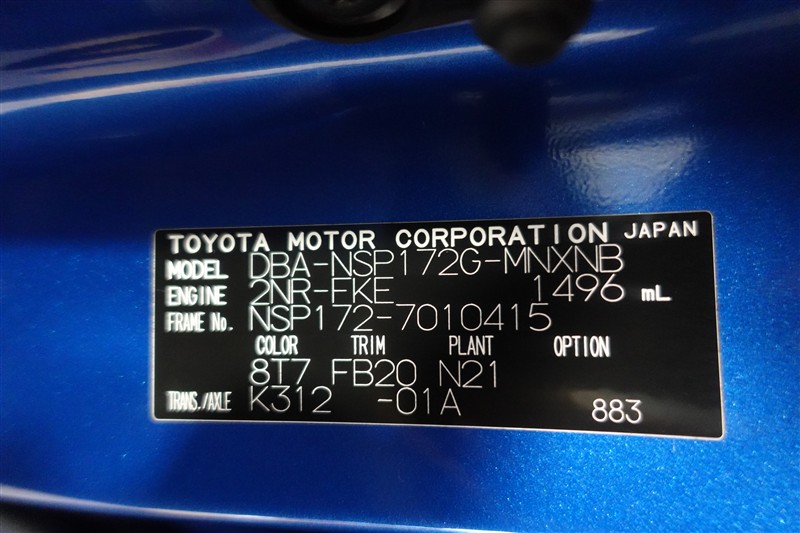 TOYOTA MOTOR CORPORATION JAPAN
MODEL DBA-NSP172G-MNXNB
ENGINE 2NR-FKE 1496 mL
FRAME No. NSP172-7010415
COLOR TRIM PLANT OPTION
8T7 FB20 N21
TRANS./AXLE K312 -01A 883